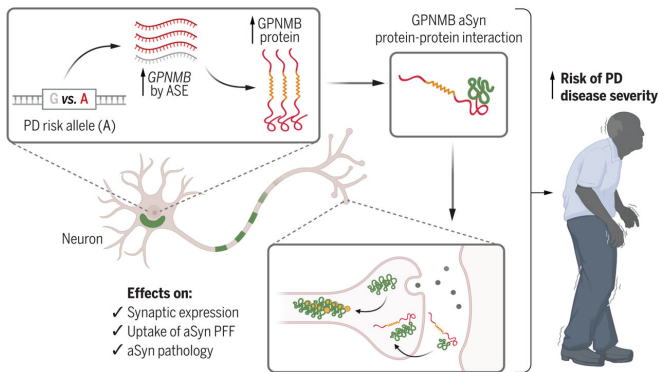 GPNMB
protein
GPNMB
by ASE
G vs. A
PD risk allele (A)
GPNMB aSyn
protein-protein interaction
Risk of PD
disease severity
Neuron
Effects on:
✓ Synaptic expression
✓ Uptake of aSyn PFF
✓ aSyn pathology